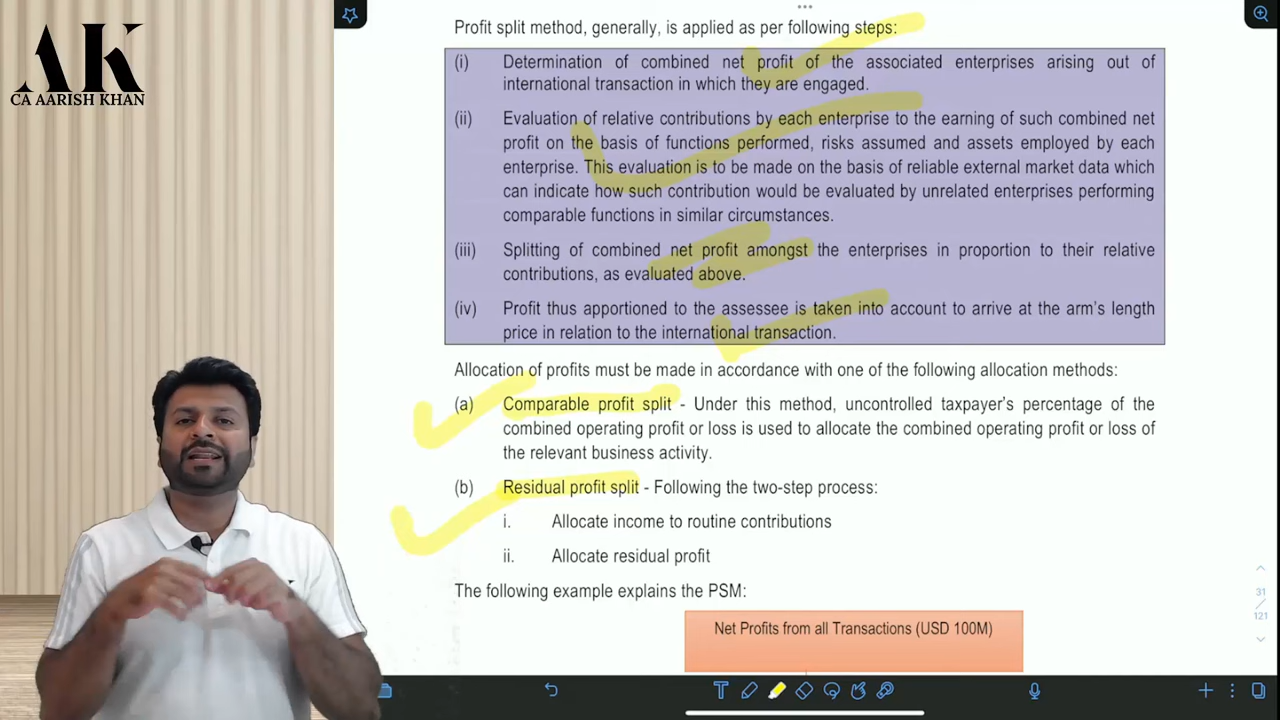 AK
CA AARISH KHAN
Profit split method, generally, is applied as per following steps:
(i) Determination of combined net profit of the associated enterprises arising out of
international transaction in which they are engaged.
(ii) Evaluation of relative contributions by each enterprise to the earning of such combined net
profit on the basis of functions performed, risks assumed and assets employed by each
enterprise. This evaluation is to be made on the basis of reliable external market data which
can indicate how such contribution would be evaluated by unrelated enterprises performing
comparable functions in similar circumstances.
(iii) Splitting of combined net profit amongst the enterprises in proportion to their relative
contributions, as evaluated above.
(iv) Profit thus apportioned to the assessee is taken into account to arrive at the arm's length
price in relation to the international transaction.
Allocation of profits must be made in accordance with one of the following allocation methods:
(a) Comparable profit split - Under this method, uncontrolled taxpayer's percentage of the
combined operating profit or loss is used to allocate the combined operating profit or loss of
the relevant business activity.
(b) Residual profit split - Following the two-step process:
i. Allocate income to routine contributions
ii. Allocate residual profit
The following example explains the PSM:
Net Profits from all Transactions (USD 100M)
31
/
121
T